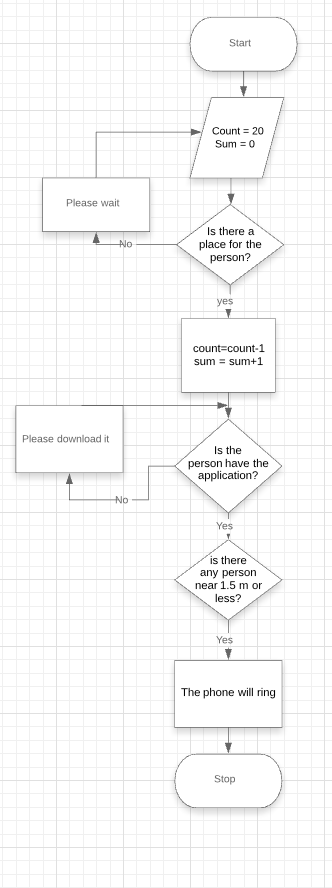 Start
Count = 20
Sum = 0
Please wait
Is there a
place for the
person?
No
yes
count=count-1
sum = sum+1
Please download it
Is the
person have the
application?
No
Yes
is there
any person
near 1.5 m or
less?
Yes
The phone will ring
Stop